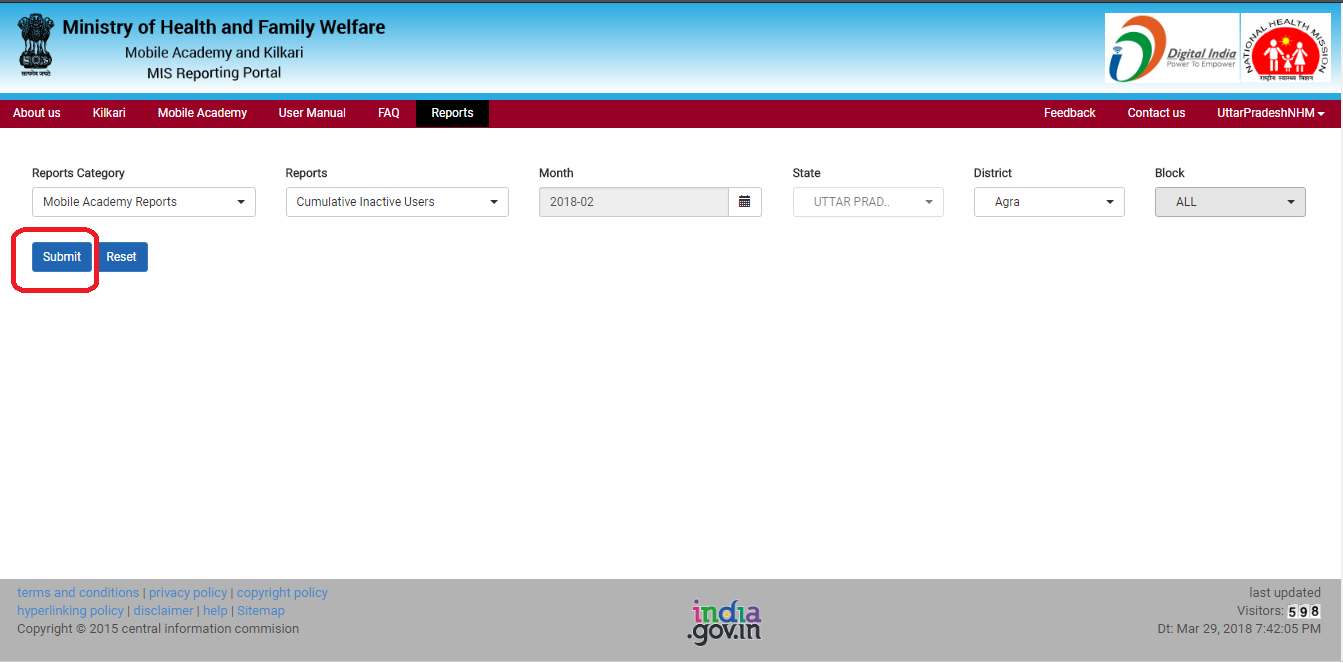 Ministry of Health and Family Welfare
Mobile Academy and Kilkari
MIS Reporting Portal
सत्यमेव जयते
Digital India
Power To Empower
NATIONAL HEALTH MISSION
राष्ट्रीय स्वास्थ्य मिशन
About us Kilkari Mobile Academy User Manual FAQ Reports Feedback Contact us UttarPradeshNHM
Reports Category Reports Month State District Block
Mobile Academy Reports Cumulative Inactive Users 2018-02 UTTAR PRAD.. Agra ALL
Submit Reset
terms and conditions | privacy policy | copyright policy
hyperlinking policy | disclaimer | help | Sitemap
Copyright © 2015 central information commision
india
.gov.in
last updated
Visitors: 598
Dt: Mar 29, 2018 7:42:05 PM